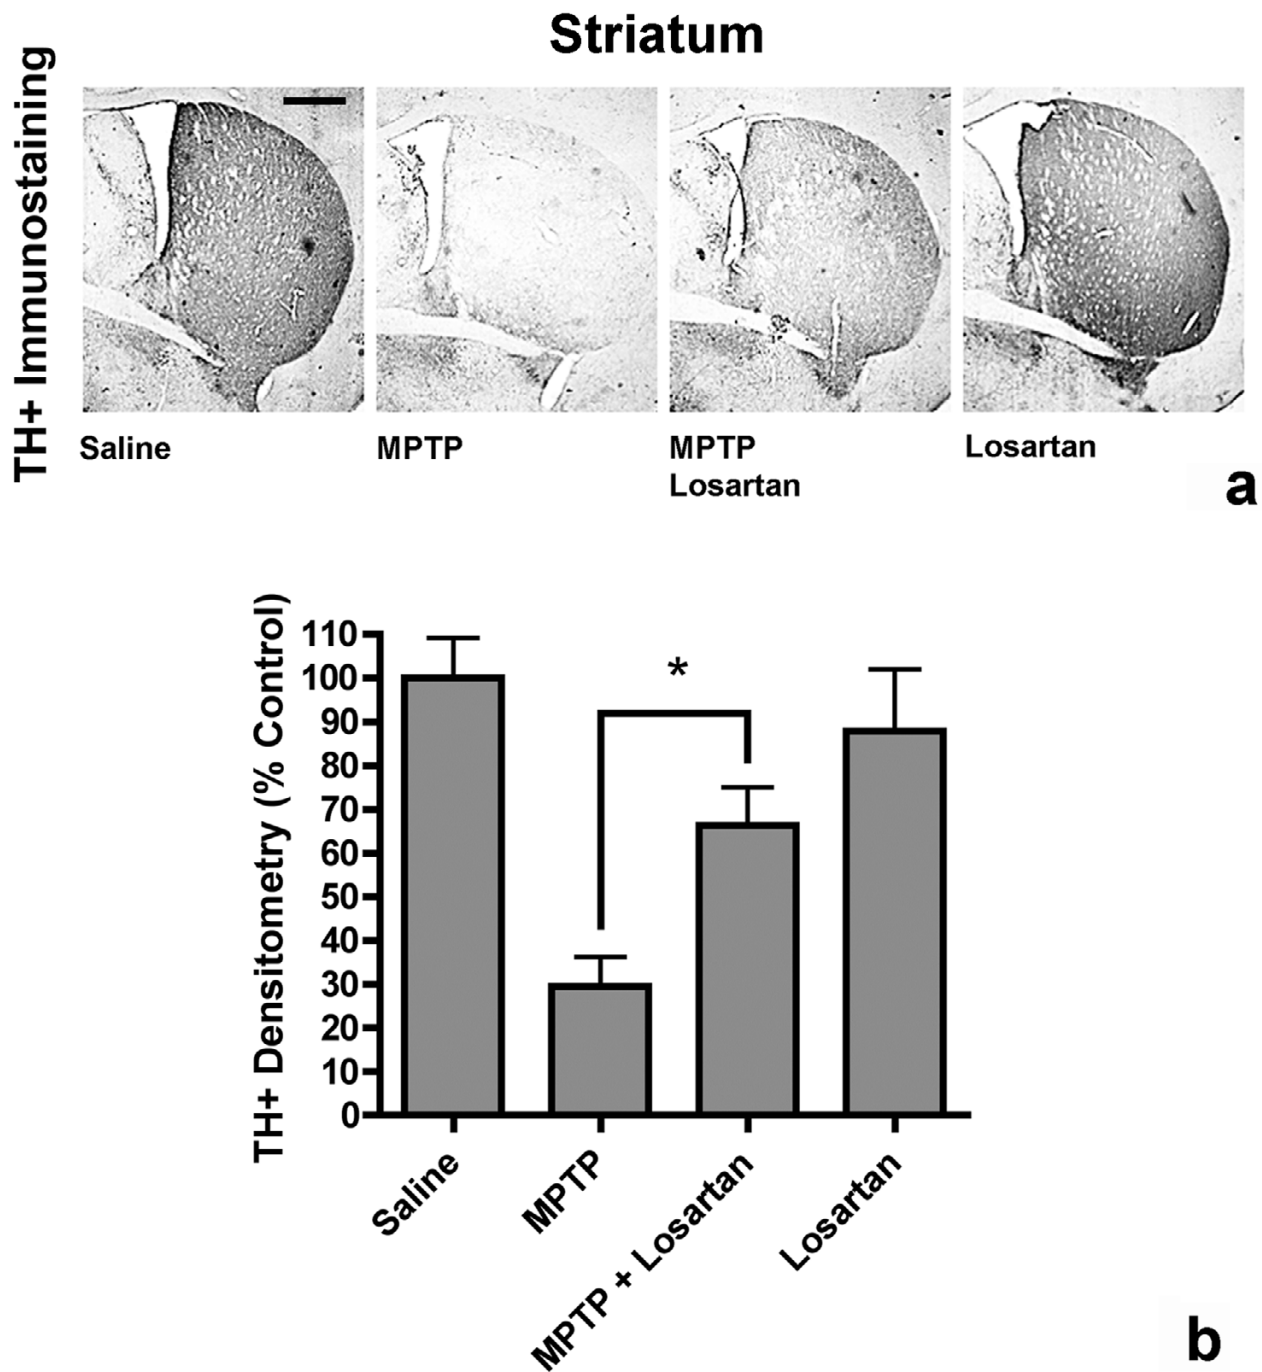 Striatum
TH+ Immunostaining
Saline
MPTP
MPTP
Losartan
Losartan
a
TH+ Densitometry (% Control)
110
100
90
80
70
60
50
40
30
20
10
0
*
Saline
MPTP
MPTP + Losartan
Losartan
b